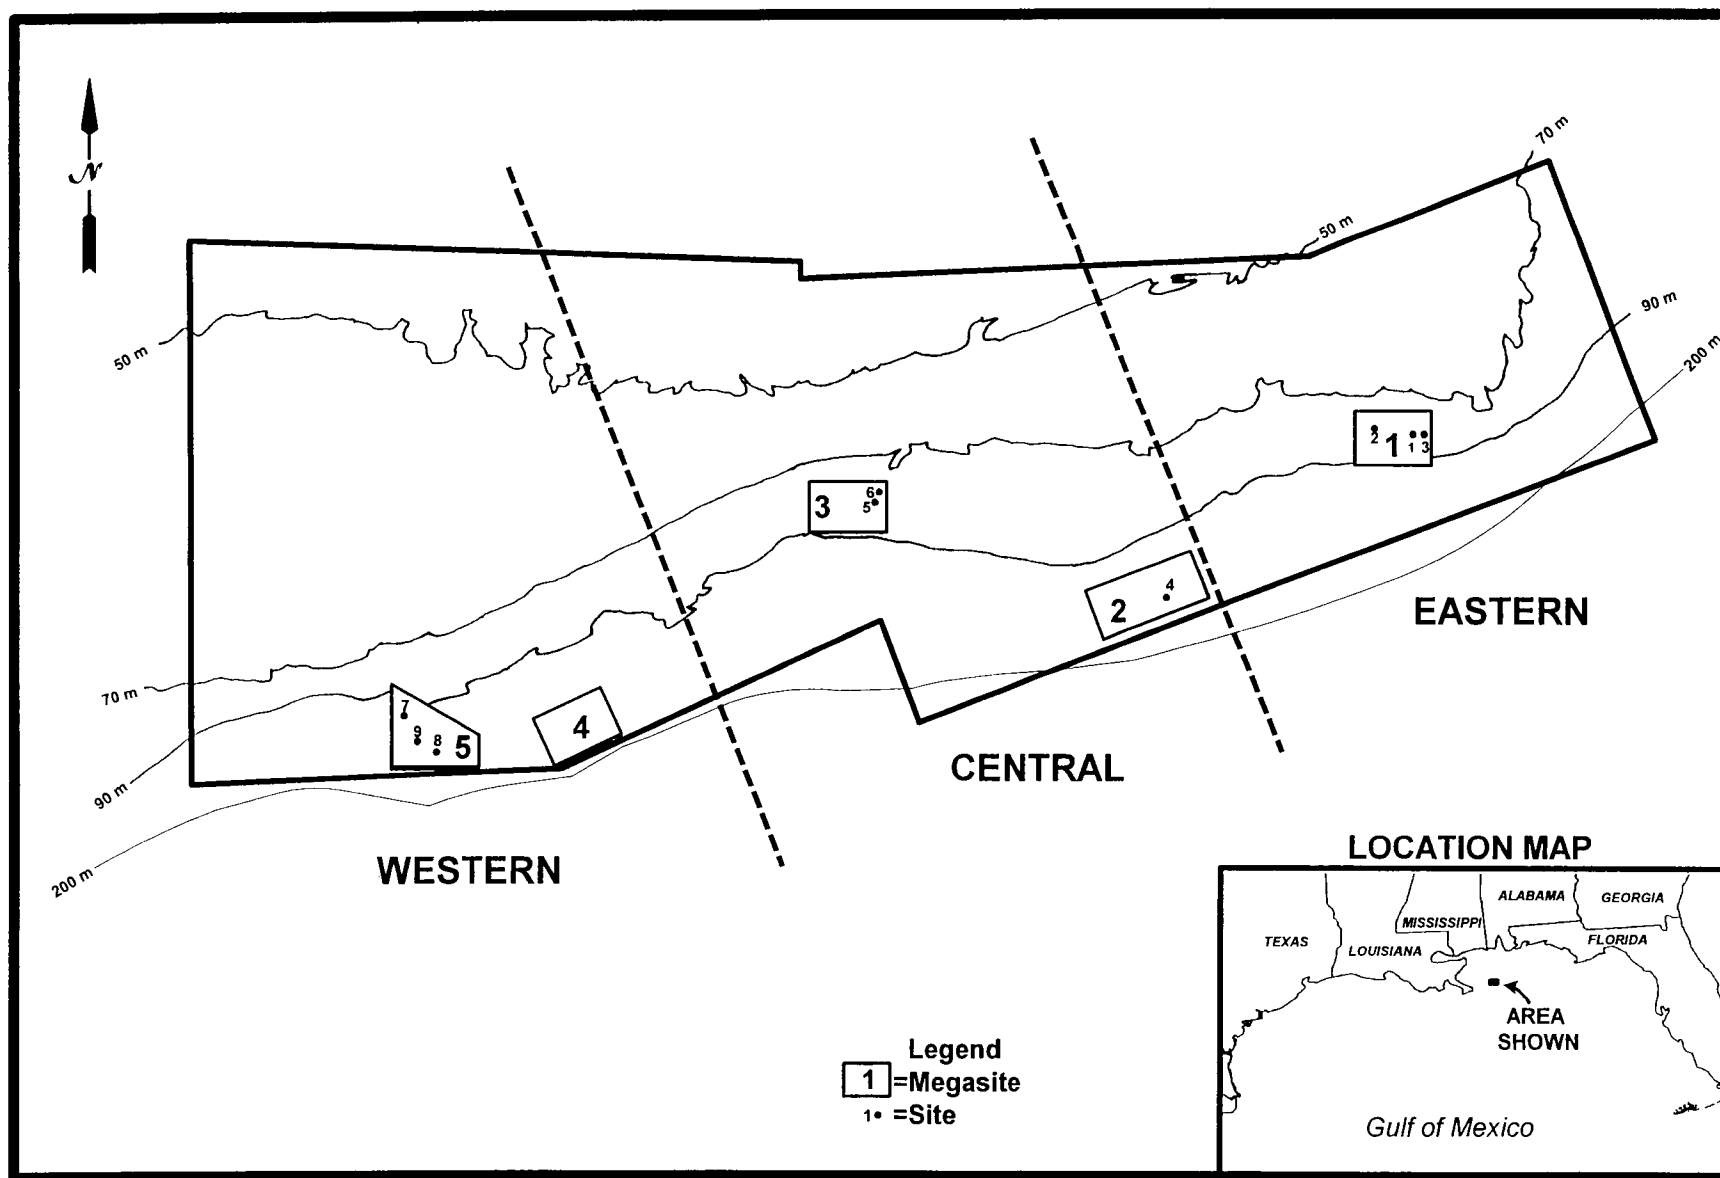 N
70 m
50 m
90 m
200 m
50 m
2
1
1
3
6
3
5
4
2
EASTERN
70 m
7
9
8
5
4
CENTRAL
90 m
WESTERN
200 m
LOCATION MAP
ALABAMA
GEORGIA
MISSISSIPPI
TEXAS
LOUISIANA
FLORIDA
AREA
SHOWN
Gulf of Mexico
Legend
1 =Megasite
1• =Site